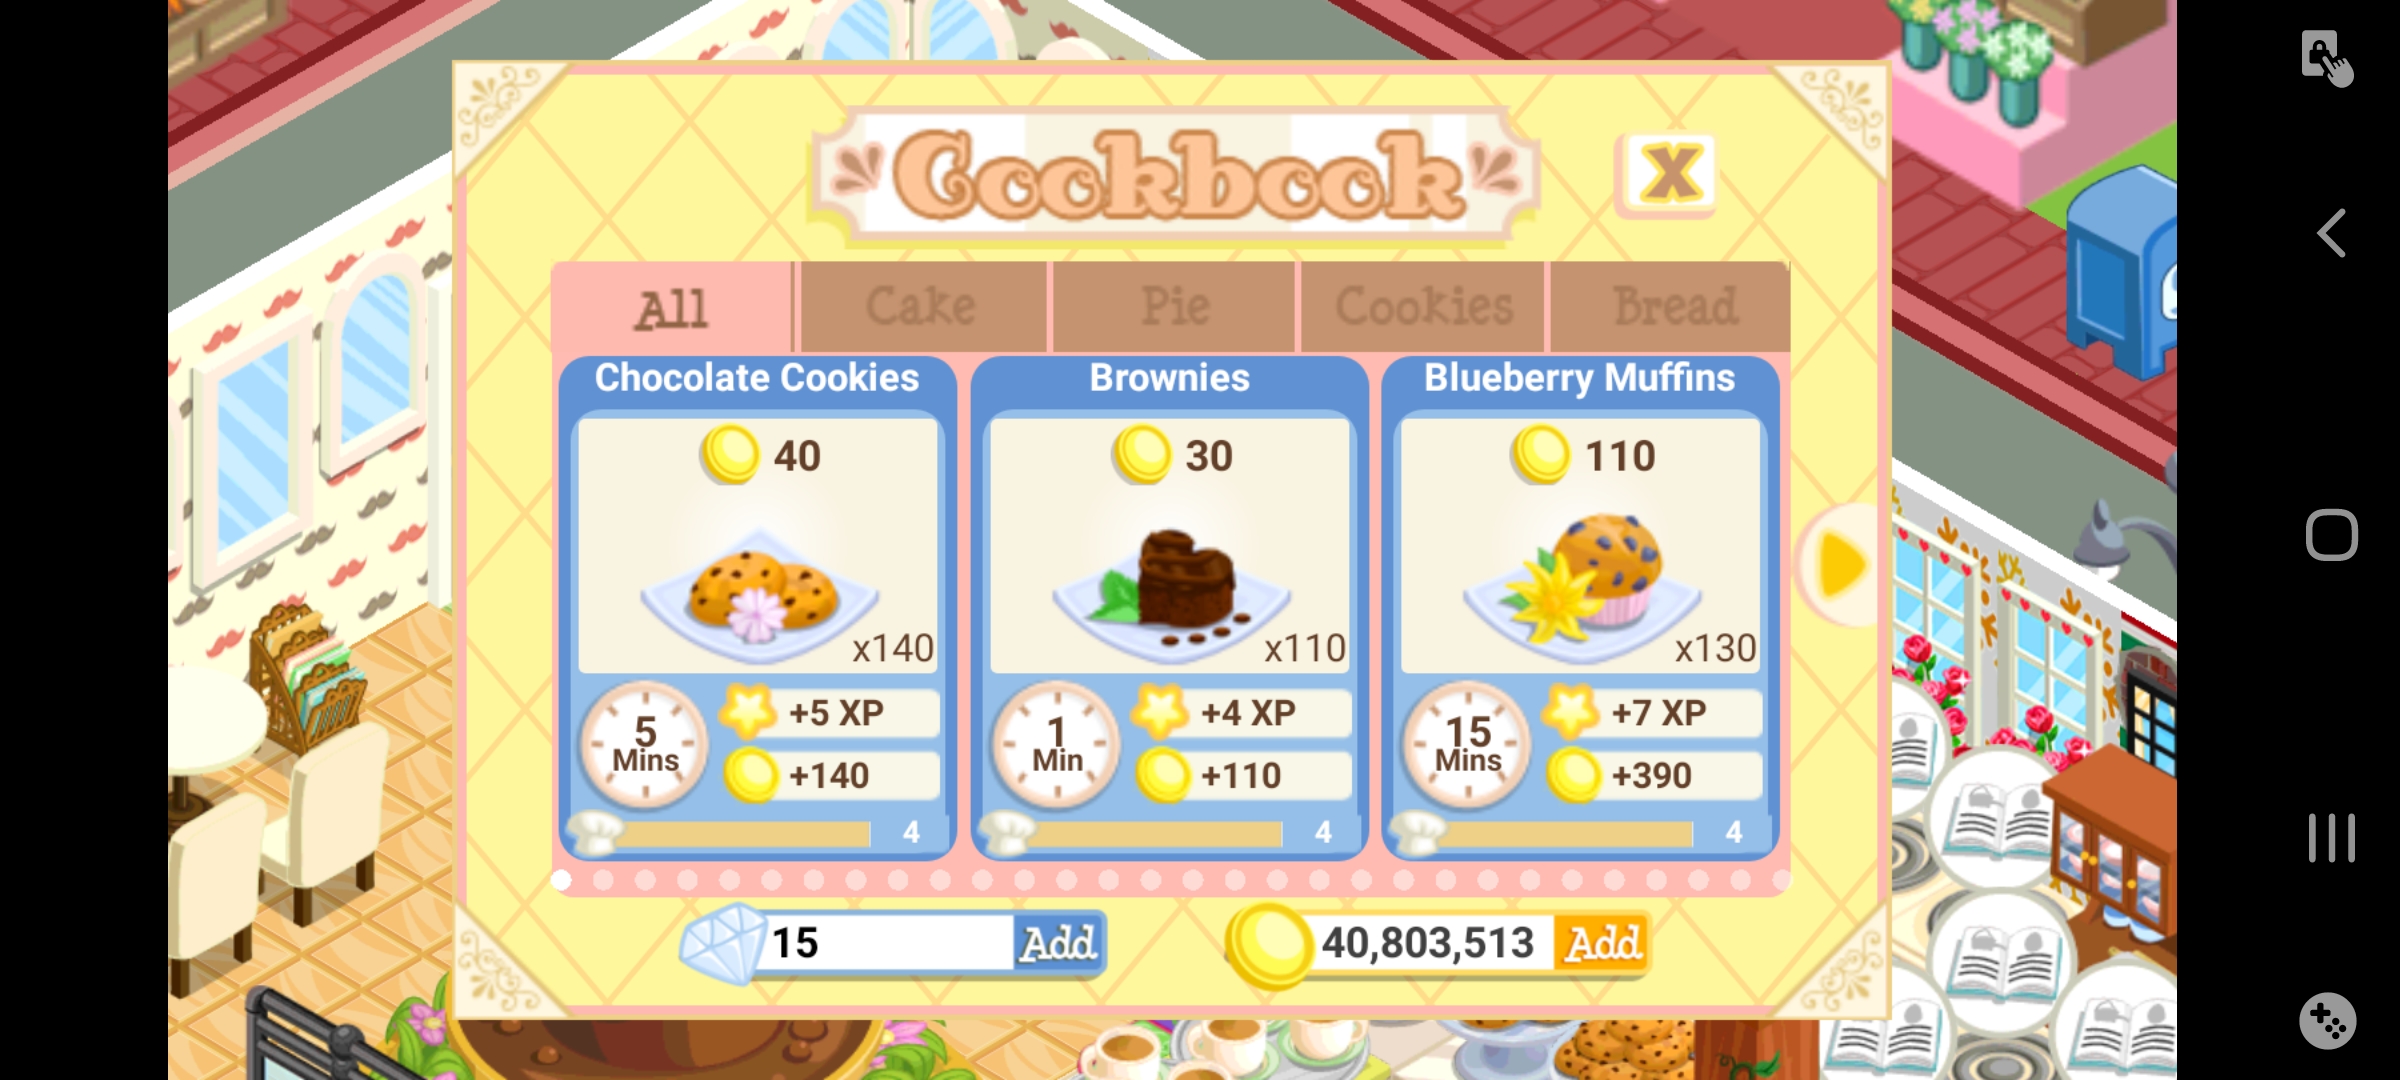 Cookbook
X
All
Cake
Pie
Cookies
Bread
Chocolate Cookies
40
x140
5
Mins
+5 XP
+140
4
Brownies
30
x110
1
Min
+4 XP
+110
4
Blueberry Muffins
110
x130
15
Mins
+7 XP
+390
4
15
Add
40,803,513
Add